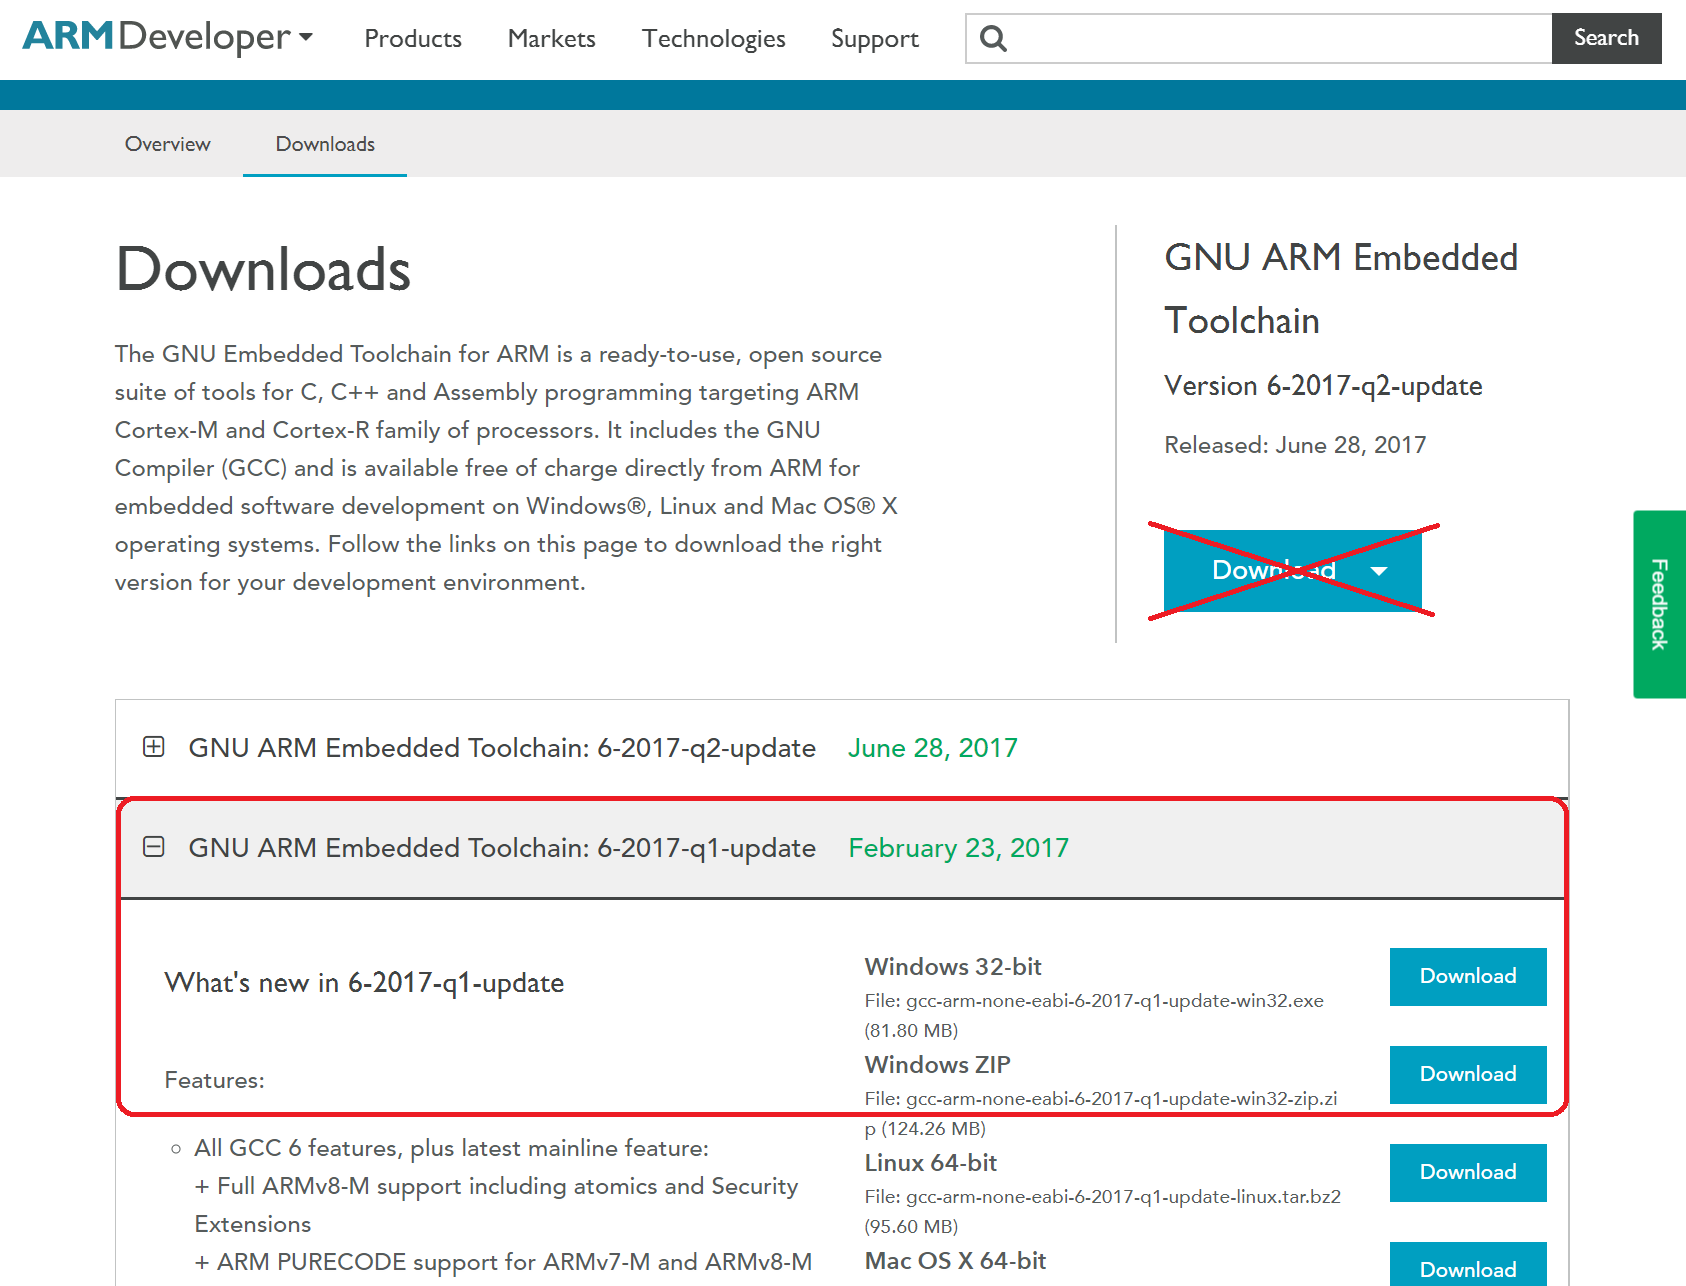 ARM Developer Products Markets Technologies Support Search
Overview Downloads
Downloads
The GNU Embedded Toolchain for ARM is a ready-to-use, open source
suite of tools for C, C++ and Assembly programming targeting ARM
Cortex-M and Cortex-R family of processors. It includes the GNU
Compiler (GCC) and is available free of charge directly from ARM for
embedded software development on Windows®, Linux and Mac OS® X
operating systems. Follow the links on this page to download the right
version for your development environment.
GNU ARM Embedded
Toolchain
Version 6-2017-q2-update
Released: June 28, 2017
Download
Feedback
GNU ARM Embedded Toolchain: 6-2017-q2-update June 28, 2017
GNU ARM Embedded Toolchain: 6-2017-q1-update February 23, 2017
What's new in 6-2017-q1-update
Features:
All GCC 6 features, plus latest mainline feature:
+ Full ARMv8-M support including atomics and Security
Extensions
+ ARM PURECODE support for ARMv7-M and ARMv8-M
Windows 32-bit
File: gcc-arm-none-eabi-6-2017-q1-update-win32.exe
(81.80 MB)
Download
Windows ZIP
File: gcc-arm-none-eabi-6-2017-q1-update-win32-zip.zi
p (124.26 MB)
Download
Linux 64-bit
File: gcc-arm-none-eabi-6-2017-q1-update-linux.tar.bz2
(95.60 MB)
Download
Mac OS X 64-bit
Download